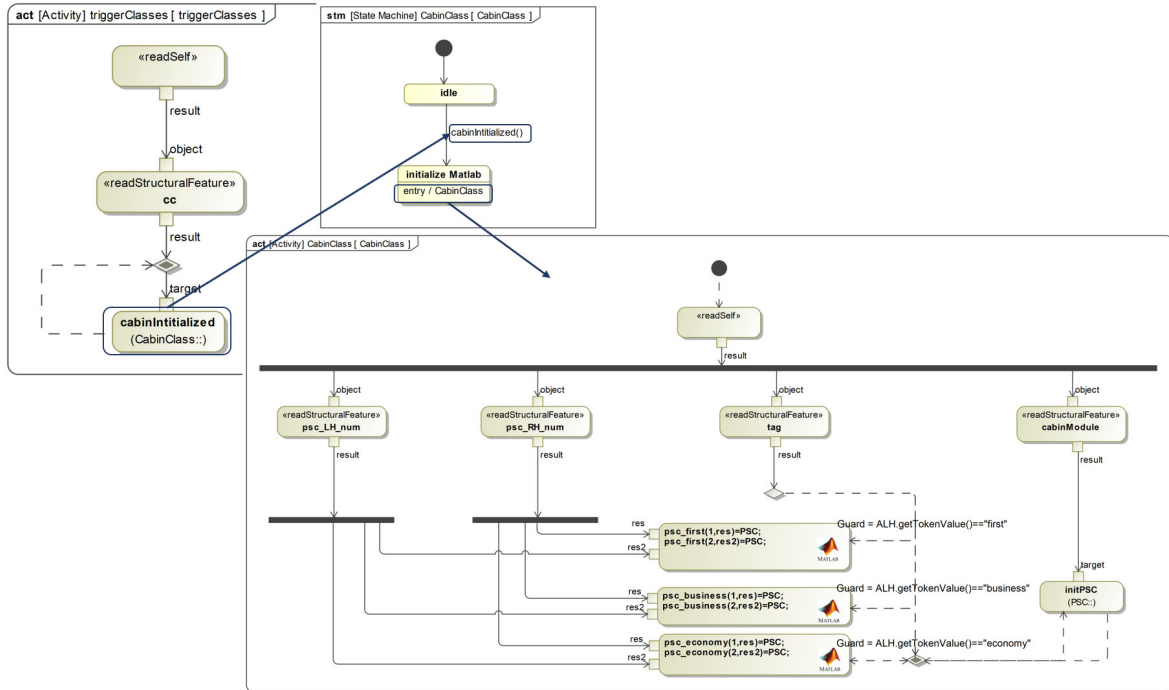 act [Activity] triggerClasses [ triggerClasses ]
«readSelf»
result
object
«readStructuralFeature»
cc
result
target
cabinIntitialized
(CabinClass::)
stm [State Machine] CabinClass [ CabinClass ]
idle
cabinIntitialized()
initialize Matlab
entry / CabinClass
act [Activity] CabinClass [ CabinClass ]
«readSelf»
result
object
object
object
object
«readStructuralFeature»
psc_LH_num
«readStructuralFeature»
psc_RH_num
«readStructuralFeature»
tag
«readStructuralFeature»
cabinModule
result
result
result
result
res
res2
psc_first(1,res)=PSC;
psc_first(2,res2)=PSC;
MATLAB
Guard = ALH.getTokenValue()=="first"
res
res2
psc_business(1,res)=PSC;
psc_business(2,res2)=PSC;
MATLAB
Guard = ALH.getTokenValue()=="business"
target
initPSC
(PSC::)
res
res2
psc_economy(1,res)=PSC;
psc_economy(2,res2)=PSC;
MATLAB
Guard = ALH.getTokenValue()=="economy"